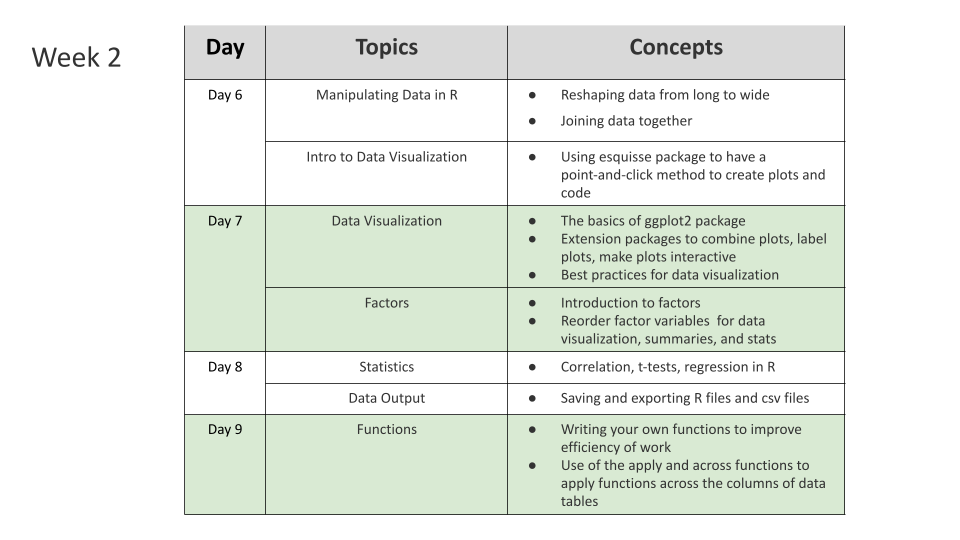 Week 2
Day Topics Concepts
Day 6 Manipulating Data in R ● Reshaping data from long to wide
● Joining data together
Intro to Data Visualization ● Using esquisse package to have a
point-and-click method to create plots and
code
Day 7 Data Visualization ● The basics of ggplot2 package
● Extension packages to combine plots, label
plots, make plots interactive
● Best practices for data visualization
Factors ● Introduction to factors
● Reorder factor variables  for data
visualization, summaries, and stats
Day 8 Statistics ● Correlation, t-tests, regression in R
Data Output ● Saving and exporting R files and csv files
Day 9 Functions ● Writing your own functions to improve
efficiency of work
● Use of the apply and across functions to
apply functions across the columns of data
tables